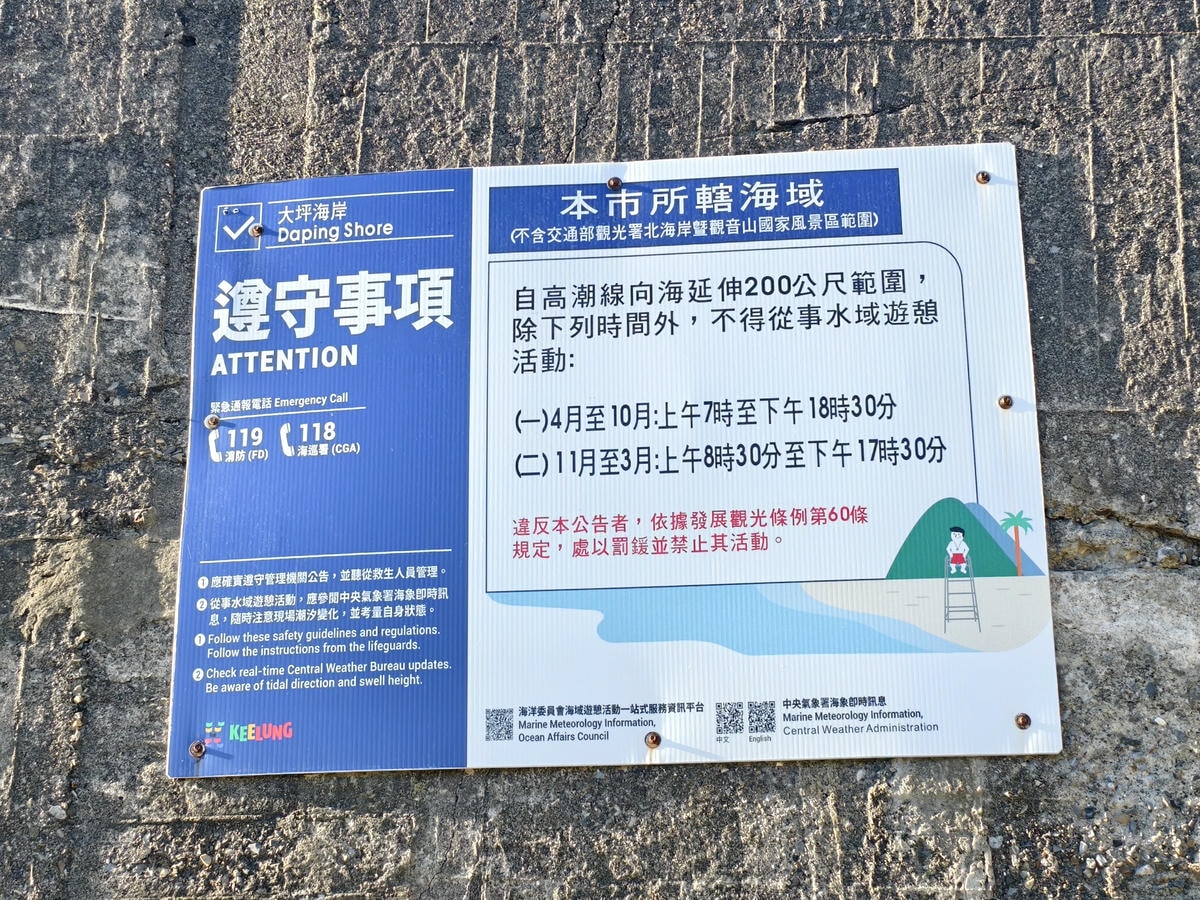 大坪海岸
Daping Shore
遵守事項
ATTENTION
緊急通報電話 Emergency Call
119
消防 (FD)
118
海巡署 (CGA)
1 應確實遵守管理機關公告，並聽從救生人員管理。
2 從事水域遊憩活動，應參閱中央氣象署海象即時訊
息，隨時注意現場潮汐變化，並考量自身狀態。
1 Follow these safety guidelines and regulations.
Follow the instructions from the lifeguards.
2 Check real-time Central Weather Bureau updates.
Be aware of tidal direction and swell height.
KEELUNG
本市所轄海域
(不含交通部觀光署北海岸暨觀音山國家風景區範圍)
自高潮線向海延伸200公尺範圍，
除下列時間外，不得從事水域遊憩
活動:
(一)4月至10月:上午7時至下午18時30分
(二)11月至3月:上午8時30分至下午17時30分
違反本公告者，依據發展觀光條例第60條
規定，處以罰鍰並禁止其活動。
海洋委員會海域遊憩活動一站式服務資訊平台
Marine Meteorology Information,
Ocean Affairs Council
中文
English
中央氣象署海象即時訊息
Marine Meteorology Information,
Central Weather Administration